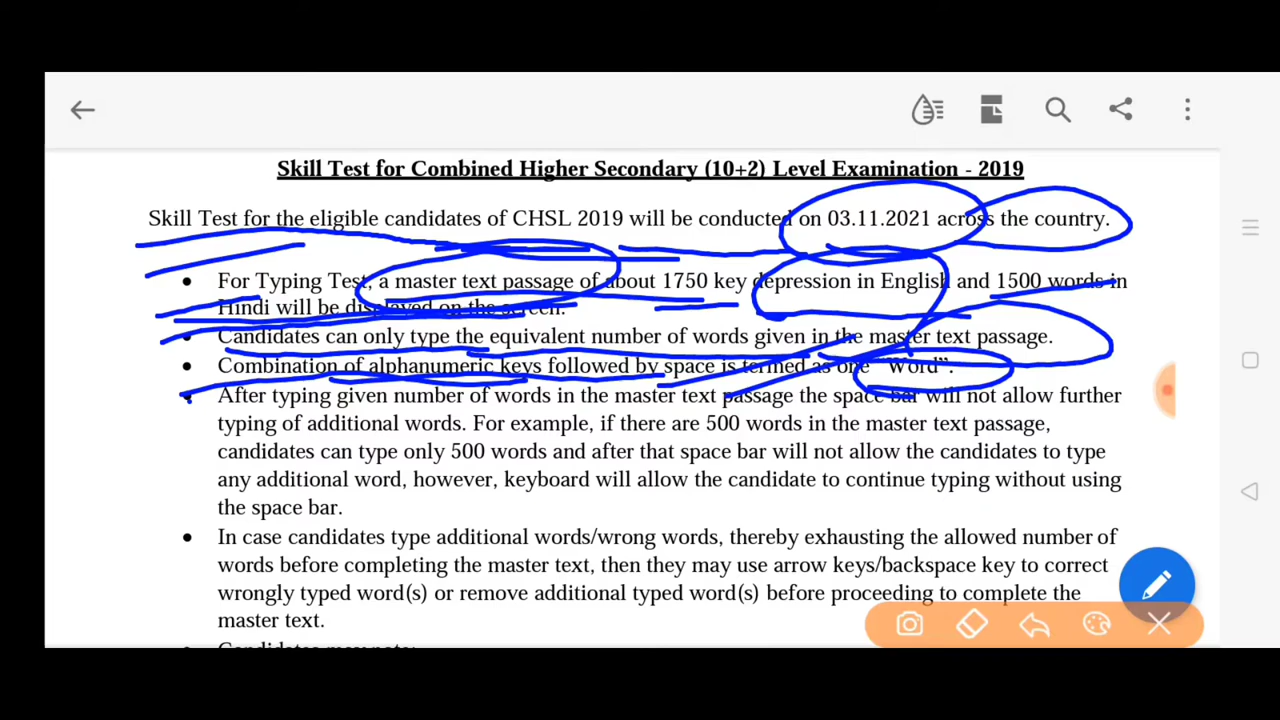 Skill Test for Combined Higher Secondary (10+2) Level Examination - 2019
Skill Test for the eligible candidates of CHSL 2019 will be conducted on 03.11.2021 across the country.
• For Typing Test, a master text passage of about 1750 key depression in English and 1500 words in
Hindi will be displayed on the screen.
• Candidates can only type the equivalent number of words given in the master text passage.
• Combination of alphanumeric keys followed by space is termed as one "Word".
• After typing given number of words in the master text passage the space bar will not allow further
typing of additional words. For example, if there are 500 words in the master text passage,
candidates can type only 500 words and after that space bar will not allow the candidates to type
any additional word, however, keyboard will allow the candidate to continue typing without using
the space bar.
• In case candidates type additional words/wrong words, thereby exhausting the allowed number of
words before completing the master text, then they may use arrow keys/backspace key to correct
wrongly typed word(s) or remove additional typed word(s) before proceeding to complete the
master text.
• Candidates may note: